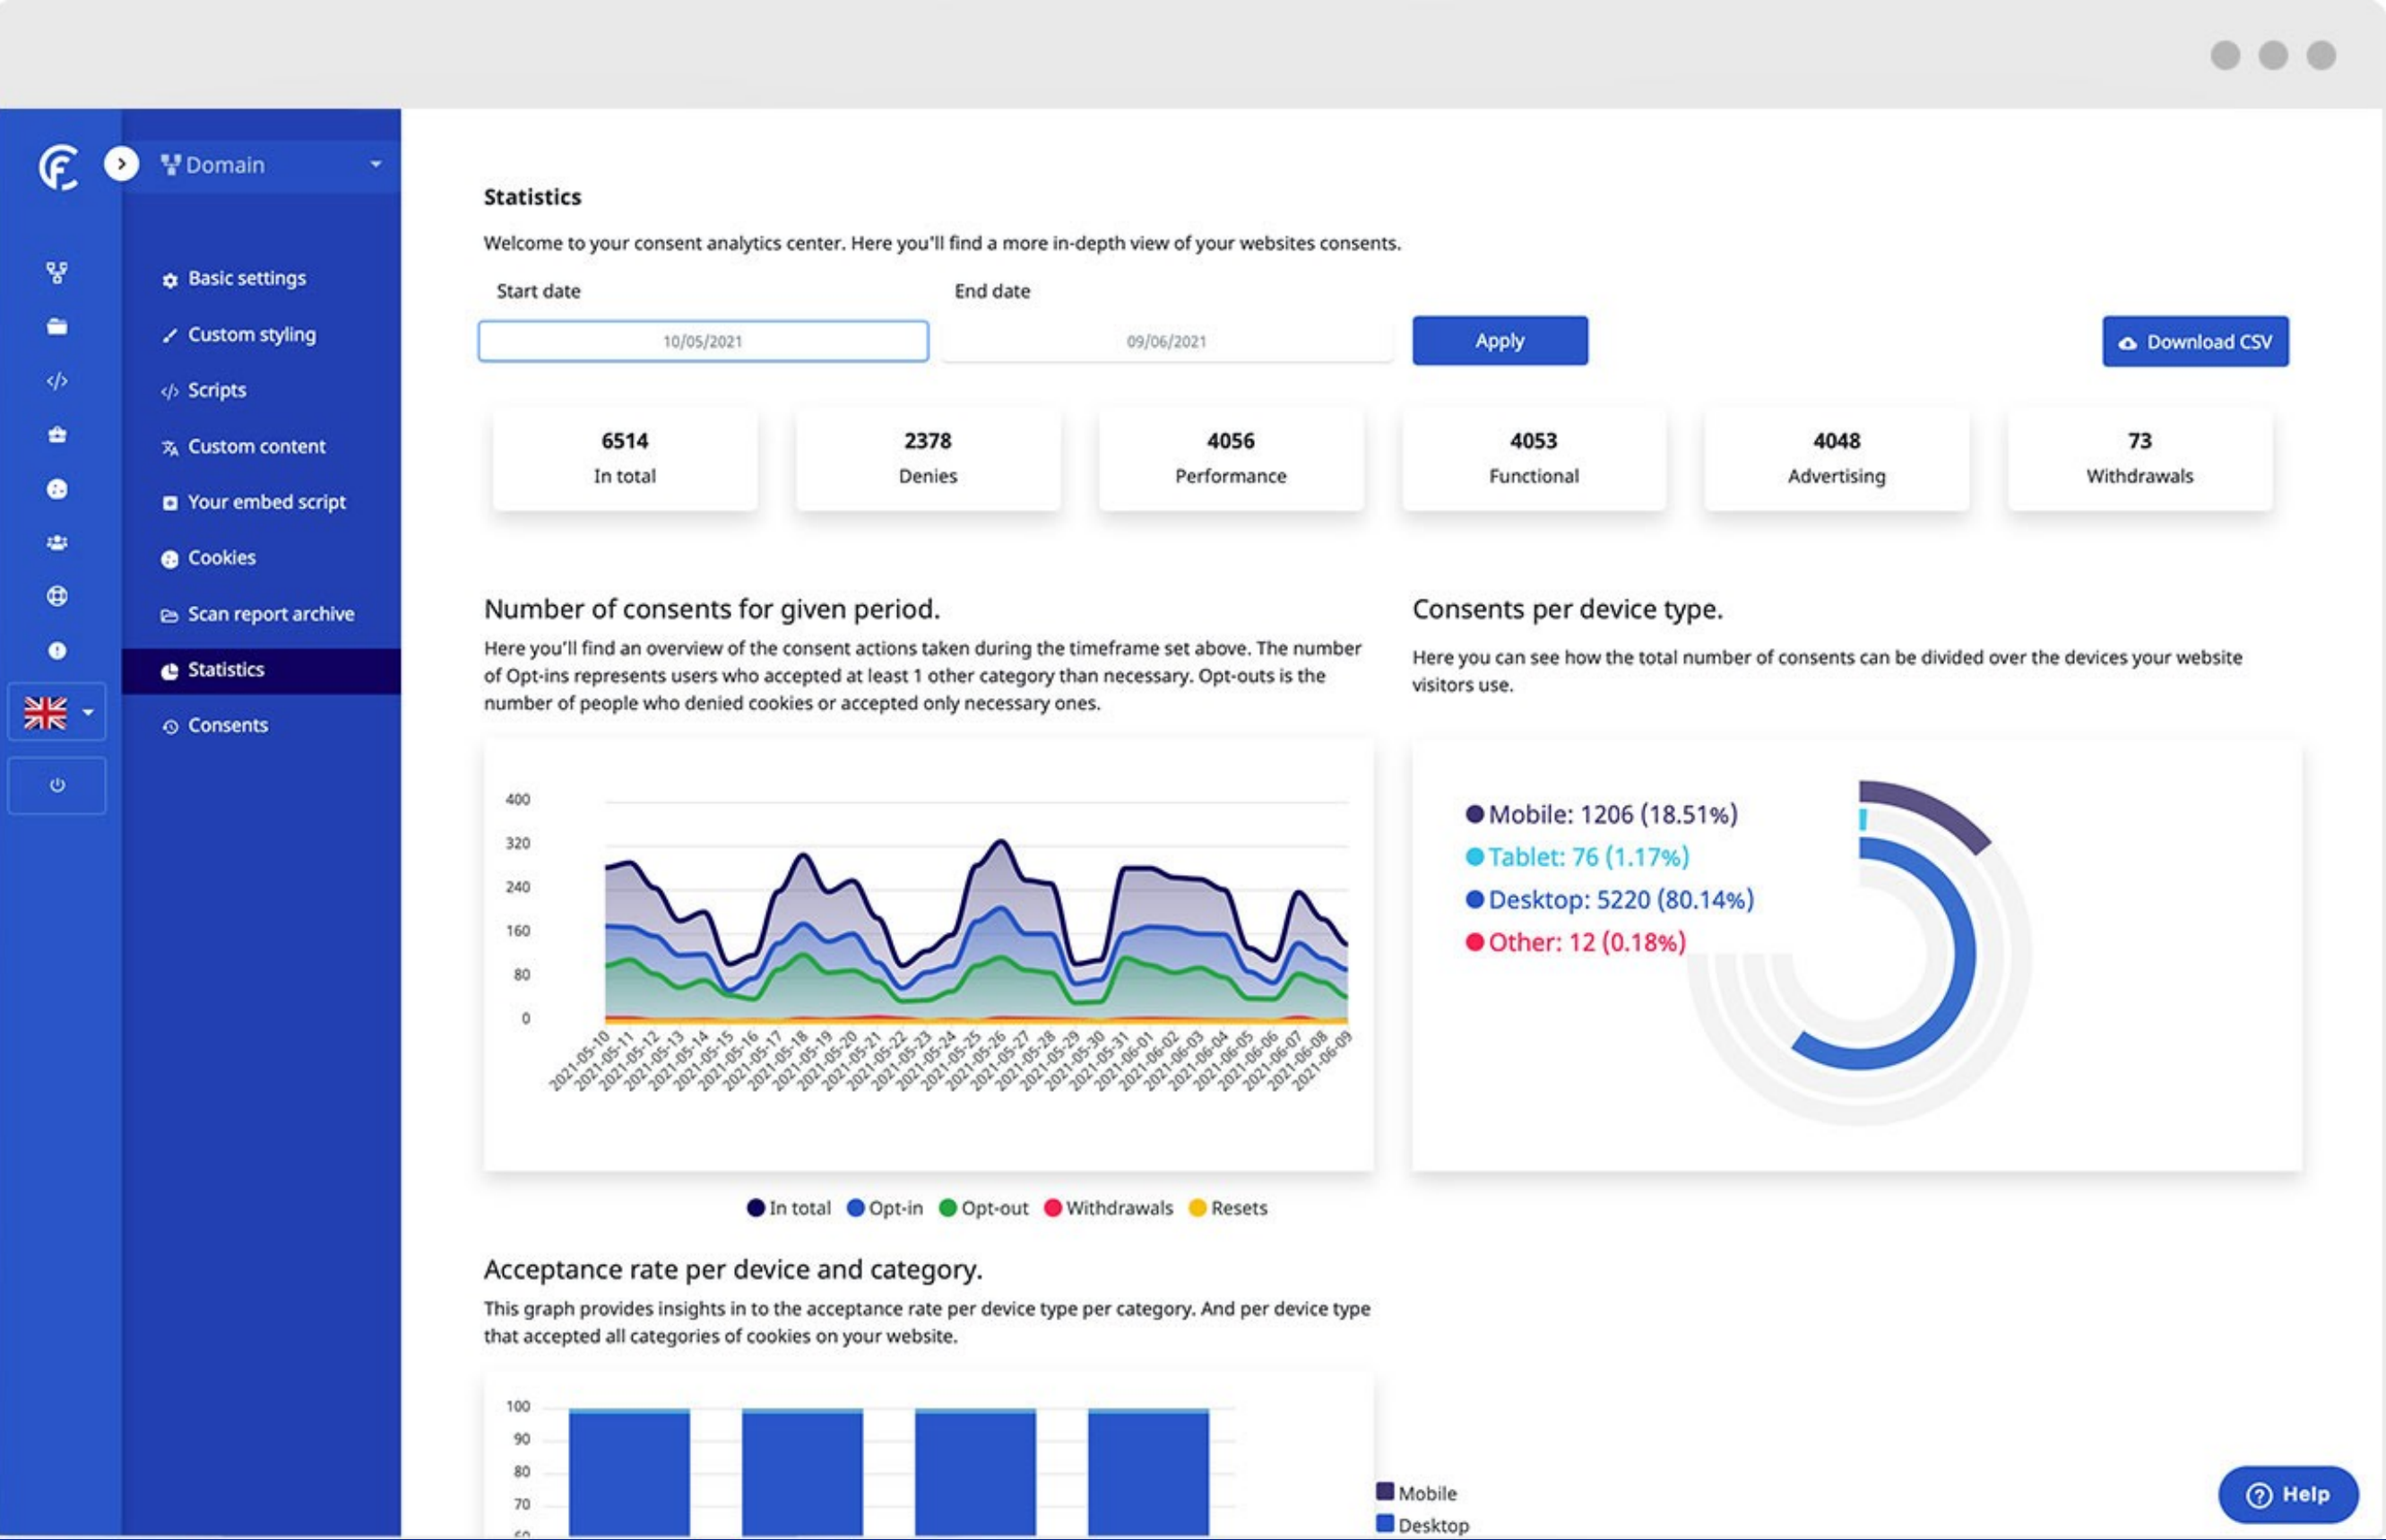 Domain
Basic settings
Custom styling
Scripts
Custom content
Your embed script
Cookies
Scan report archive
Statistics
Consents
Statistics
Welcome to your consent analytics center. Here you'll find a more in-depth view of your websites consents.
Start date
End date
10/05/2021
09/06/2021
Apply
Download CSV
6514
In total
2378
Denies
4056
Performance
4053
Functional
4048
Advertising
73
Withdrawals
Number of consents for given period.
Here you'll find an overview of the consent actions taken during the timeframe set above. The number
of Opt-ins represents users who accepted at least 1 other category than necessary. Opt-outs is the
number of people who denied cookies or accepted only necessary ones.
400
320
240
160
80
0
2021-05-10
2021-05-11
2021-05-12
2021-05-13
2021-05-14
2021-05-15
2021-05-16
2021-05-17
2021-05-18
2021-05-19
2021-05-20
2021-05-21
2021-05-22
2021-05-23
2021-05-24
2021-05-25
2021-05-26
2021-05-27
2021-05-28
2021-05-29
2021-05-30
2021-05-31
2021-06-01
2021-06-02
2021-06-03
2021-06-04
2021-06-05
2021-06-06
2021-06-07
2021-06-08
2021-06-09
In total Opt-in Opt-out Withdrawals Resets
Consents per device type.
Here you can see how the total number of consents can be divided over the devices your website
visitors use.
Mobile: 1206 (18.51%)
Tablet: 76 (1.17%)
Desktop: 5220 (80.14%)
Other: 12 (0.18%)
Acceptance rate per device and category.
This graph provides insights in to the acceptance rate per device type per category. And per device type
that accepted all categories of cookies on your website.
100
90
80
70
Mobile
Desktop
Help